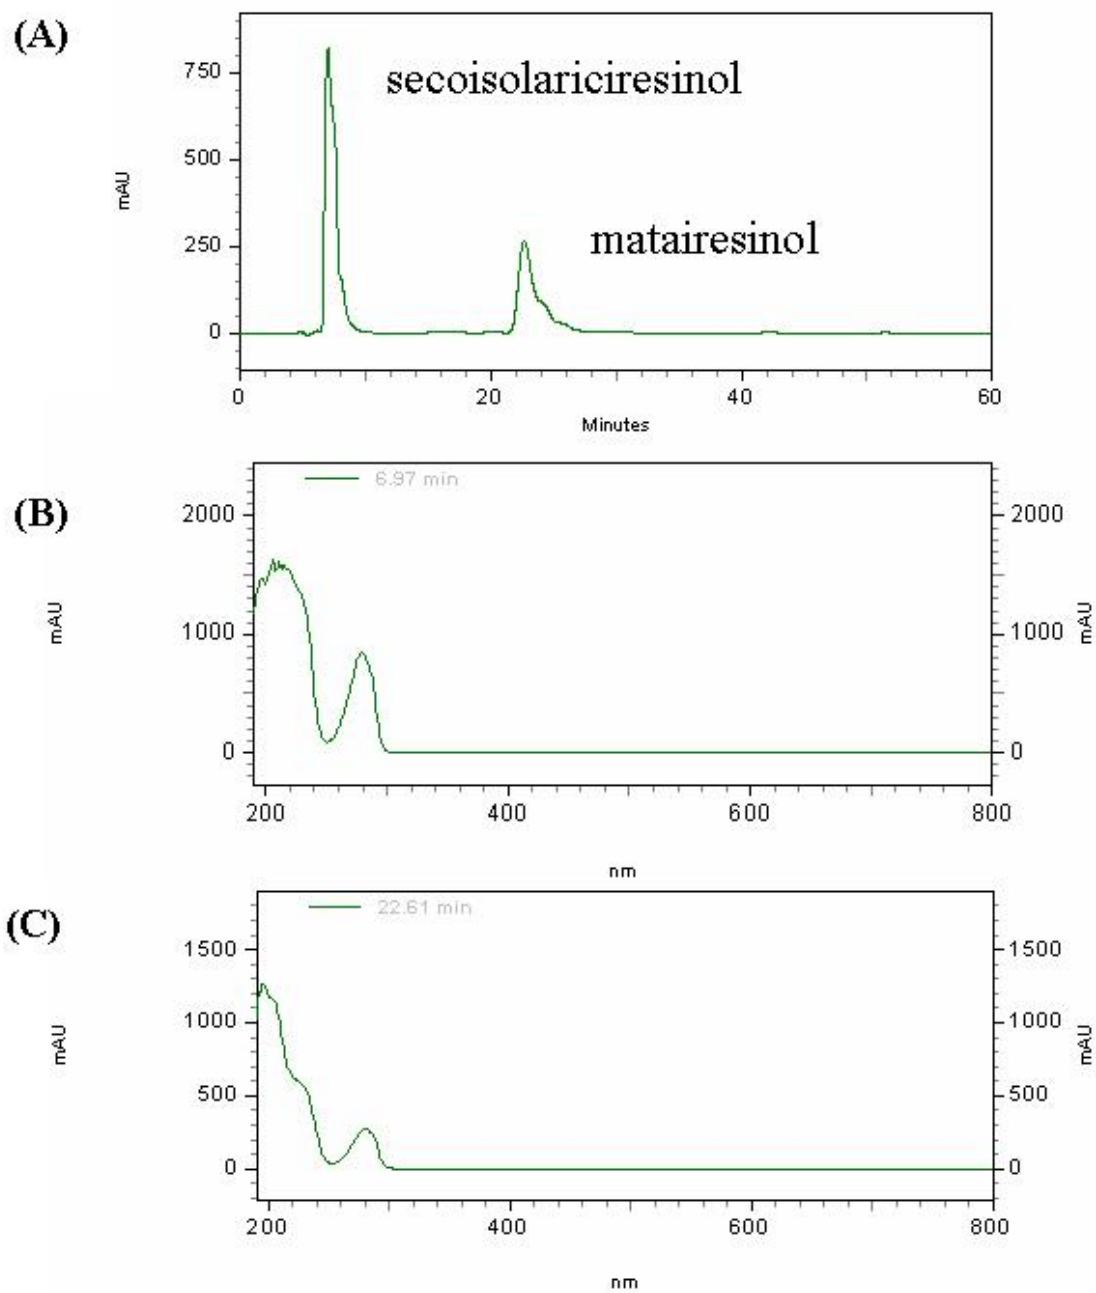 (A)
750
500
250
0
mAU
secoisolariciresinol
matairesinol
0 20 40 60
Minutes
(B)
6.97 min
2000 2000
1000 1000
0 0
mAU mAU
200 400 600 800
nm
(C)
22.61 min
1500 1500
1000 1000
500 500
0 0
mAU mAU
200 400 600 800
nm